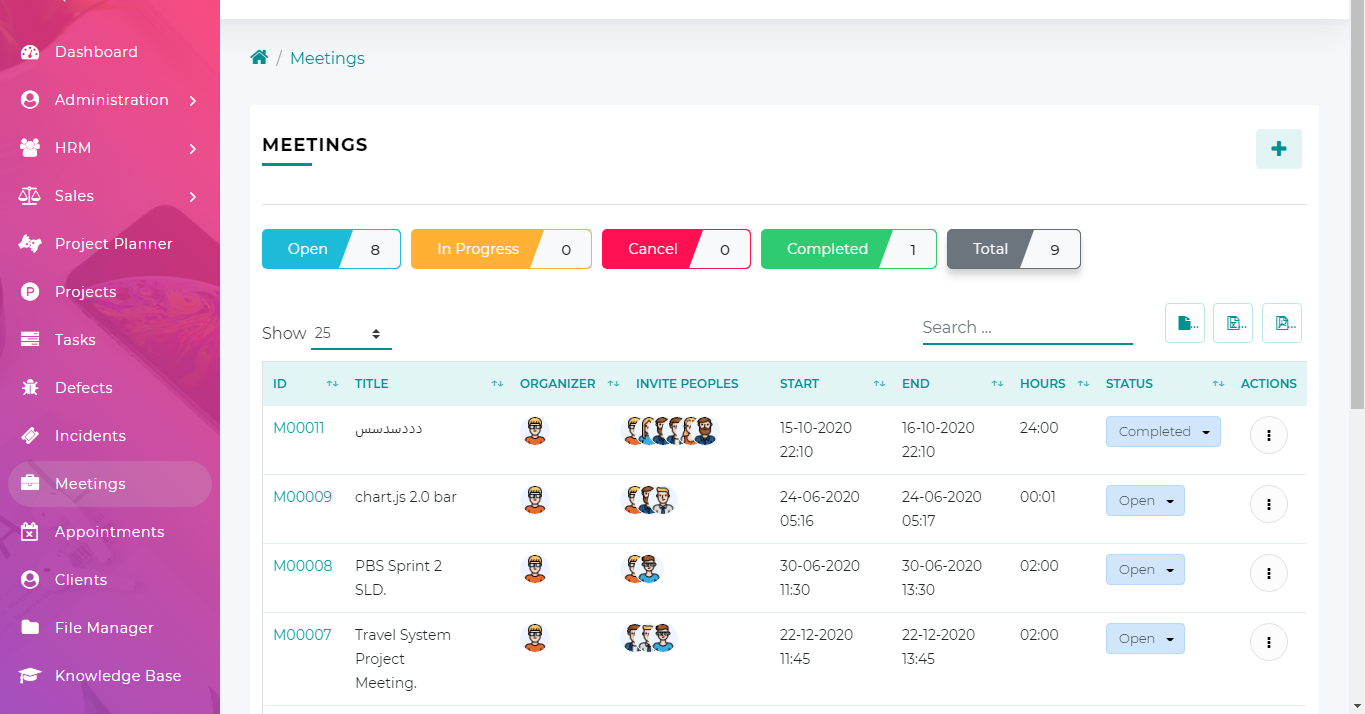 Dashboard
Administration
HRM
Sales
Project Planner
Projects
Tasks
Defects
Incidents
Meetings
Appointments
Clients
File Manager
Knowledge Base
/ Meetings
MEETINGS
Open 8
In Progress 0
Cancel 0
Completed 1
Total 9
Show 25
Search ...
ID TITLE ORGANIZER INVITE PEOPLES START END HOURS STATUS ACTIONS
M00011 دددسدسس 15-10-2020 16-10-2020 24:00 Completed
22:10 22:10
M00009 chart.js 2.0 bar 24-06-2020 24-06-2020 00:01 Open
05:16 05:17
M00008 PBS Sprint 2 30-06-2020 30-06-2020 02:00 Open
SLD. 11:30 13:30
M00007 Travel System 22-12-2020 22-12-2020 02:00 Open
Project 11:45 13:45
Meeting.